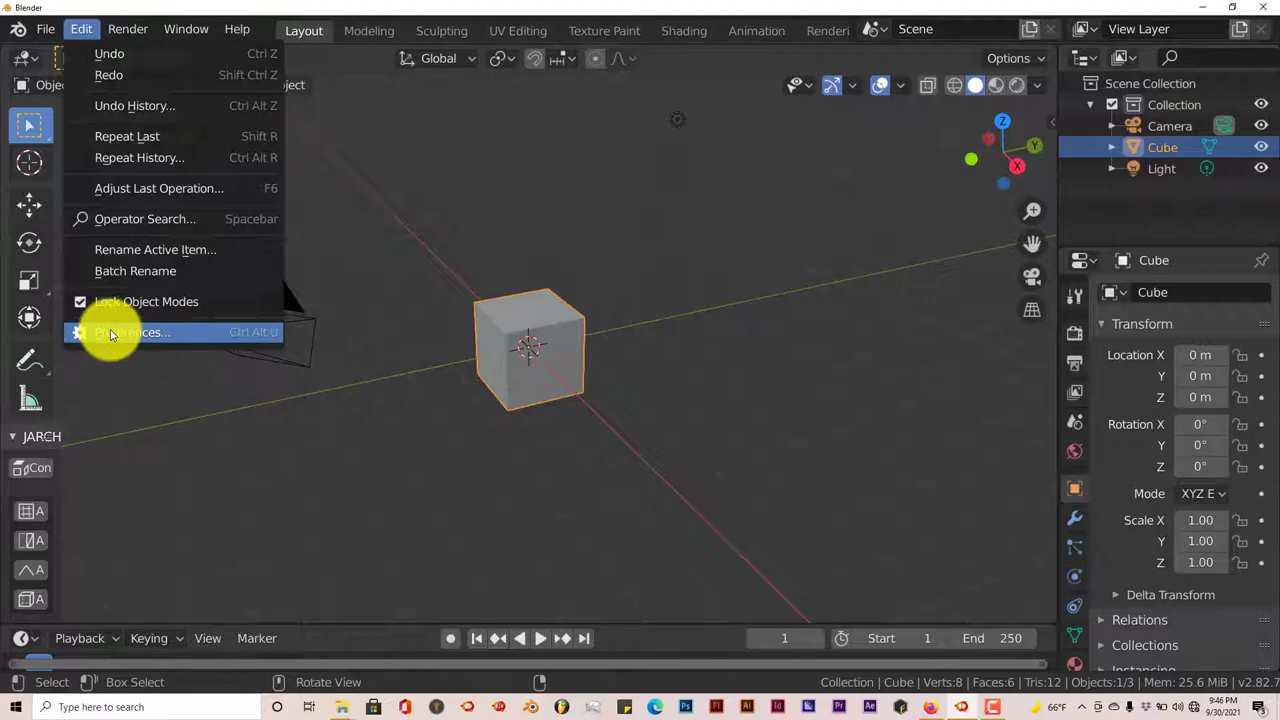 Blender
File Edit Render Window Help Layout Modeling Sculpting UV Editing Texture Paint Shading Animation Renderi Scene View Layer
Undo Ctrl Z
Redo Shift Ctrl Z
Undo History... Ctrl Alt Z
Repeat Last Shift R
Repeat History... Ctrl Alt R
Adjust Last Operation... F6
Operator Search... Spacebar
Rename Active Item...
Batch Rename
Lock Object Modes
Preferences... Ctrl Alt U
Global
Options
Obje
ject
Z
Y
X
JARCH
Con
A
A
A
A
Scene Collection
Collection
Camera
Cube
Light
Cube
Cube
Transform
Location X 0 m
Y 0 m
Z 0 m
Rotation X 0°
Y 0°
Z 0°
Mode XYZ E
Scale X 1.00
Y 1.00
Z 1.00
Delta Transform
Relations
Collections
Instancing
Playback Keying View Marker 1 Start 1 End 250
Select Box Select Rotate View Collection | Cube | Verts:8 | Faces:6 | Tris:12 | Objects:1/3 | Mem: 25.6 MiB | v2.82.7
Type here to search
66°F
9:46 PM
9/30/2021